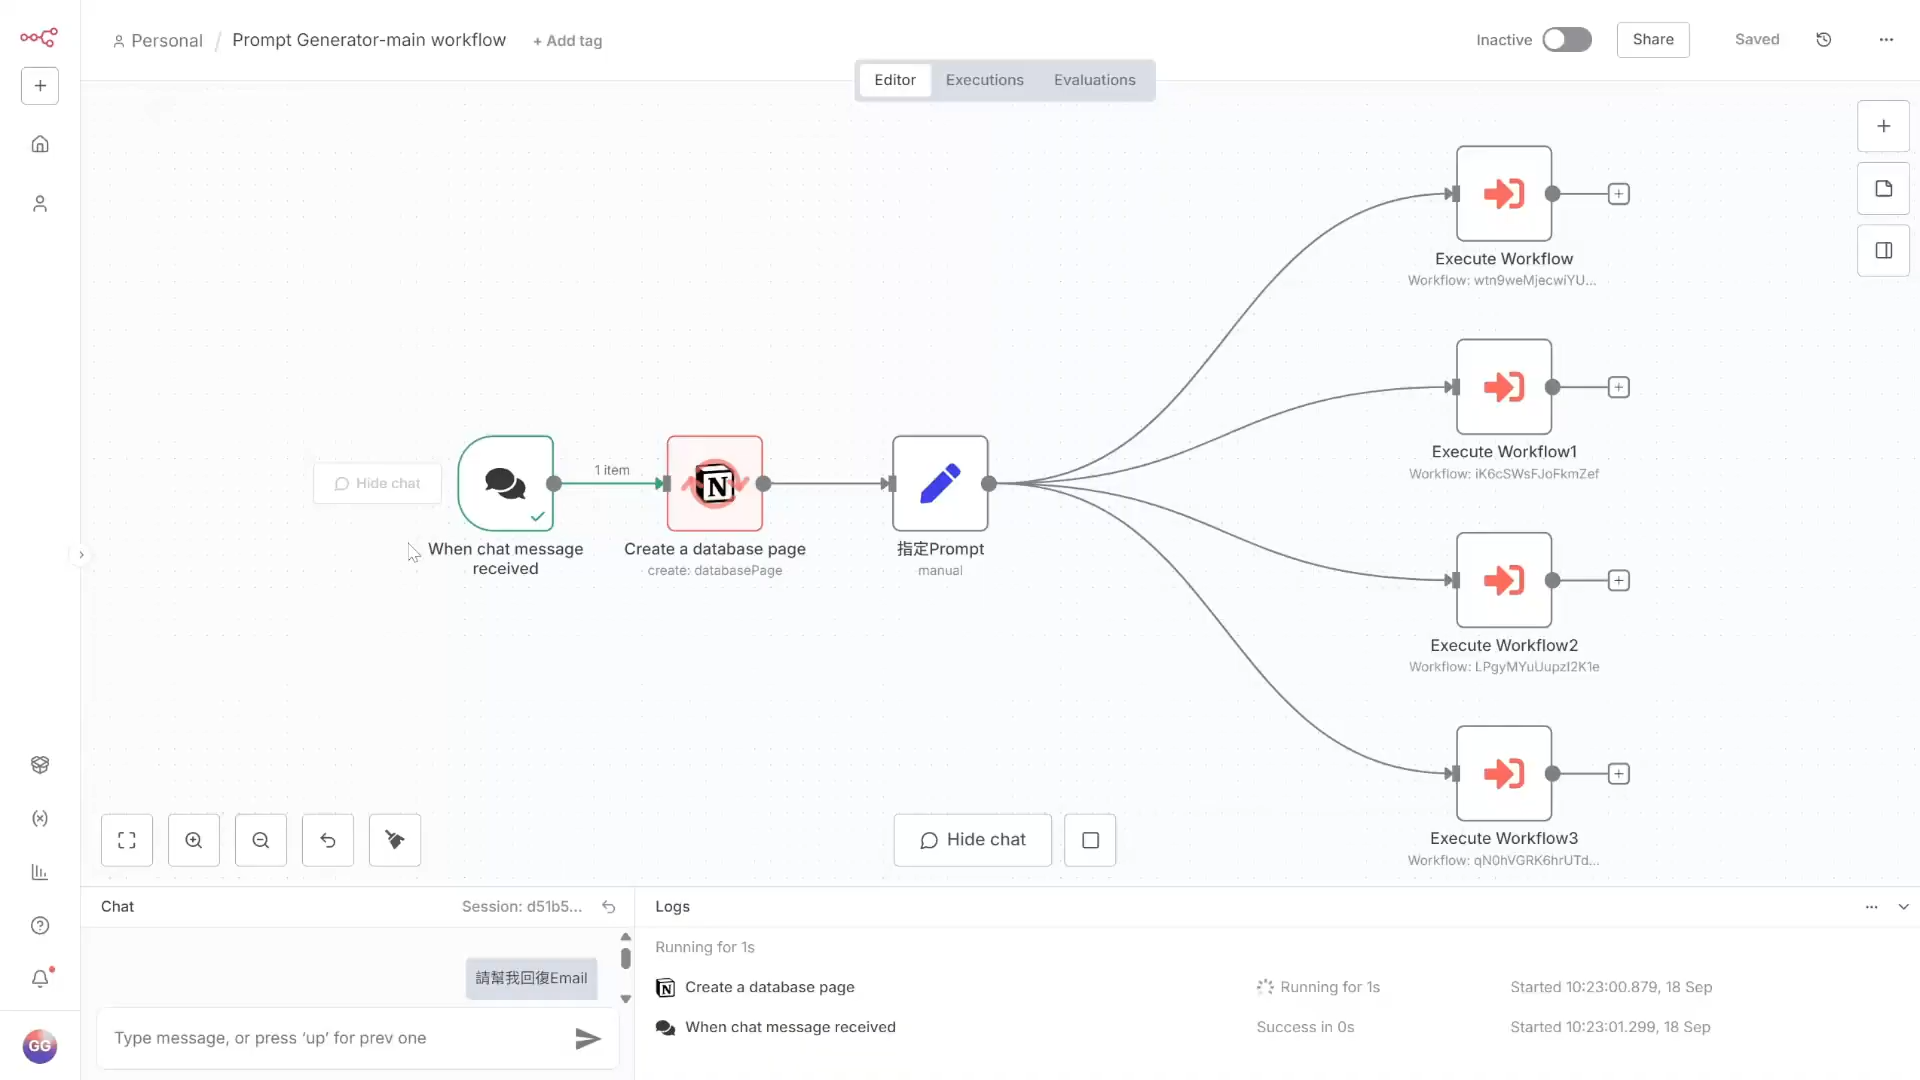 Personal / Prompt Generator-main workflow + Add tag
Inactive
Share
Saved
Editor Executions Evaluations
Execute Workflow
Workflow: wtn9weMjecwiYU...
Execute Workflow1
Workflow: iK6cSWsFJoFkmZef
Hide chat
1 item
When chat message
received
Create a database page
create: databasePage
指定Prompt
manual
Execute Workflow2
Workflow: LPgyMYuUupzI2K1e
Execute Workflow3
Workflow: qN0hVGRK6hrUTd...
Hide chat
Chat
Session: d51b5...
請幫我回復Email
Type message, or press ‘up’ for prev one
Logs
Running for 1s
Create a database page Running for 1s Started 10:23:00.879, 18 Sep
When chat message received Success in 0s Started 10:23:01.299, 18 Sep
GG